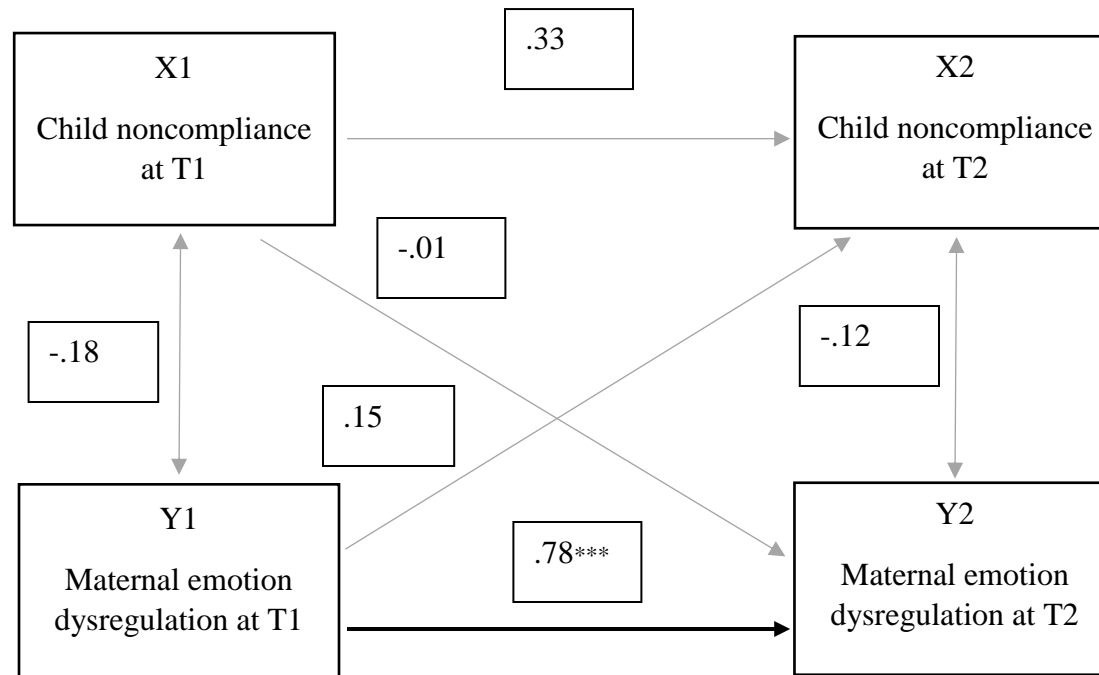 .33
X1
Child noncompliance
at T1
X2
Child noncompliance
at T2
-.01
-.18
-.12
.15
Y1
Maternal emotion
dysregulation at T1
.78***
Y2
Maternal emotion
dysregulation at T2